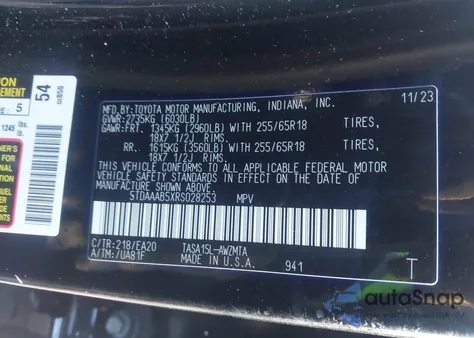 MFD.BY:TOYOTA MOTOR MANUFACTURING, INDIANA, INC. 11/23
GVWR:2735KG (6030LB)
GAWR:FRT. 1345KG (2960LB) WITH 255/65R18 TIRES,
18X7 1/2J RIMS
RR. 1615KG (3560LB) WITH 255/65R18 TIRES,
18X7 1/2J RIMS.
THIS VEHICLE CONFORMS TO ALL APPLICABLE FEDERAL MOTOR
VEHICLE SAFETY STANDARDS IN EFFECT ON THE DATE OF
MANUFACTURE SHOWN ABOVE.
5TDAAAB5XRS028253 MPV
C/TR:218/EA20 TASA15L-AWZMTA
A/TM:/UA81F MADE IN U.S.A. 941 T
54
5
1245 lbs.
autoSnap